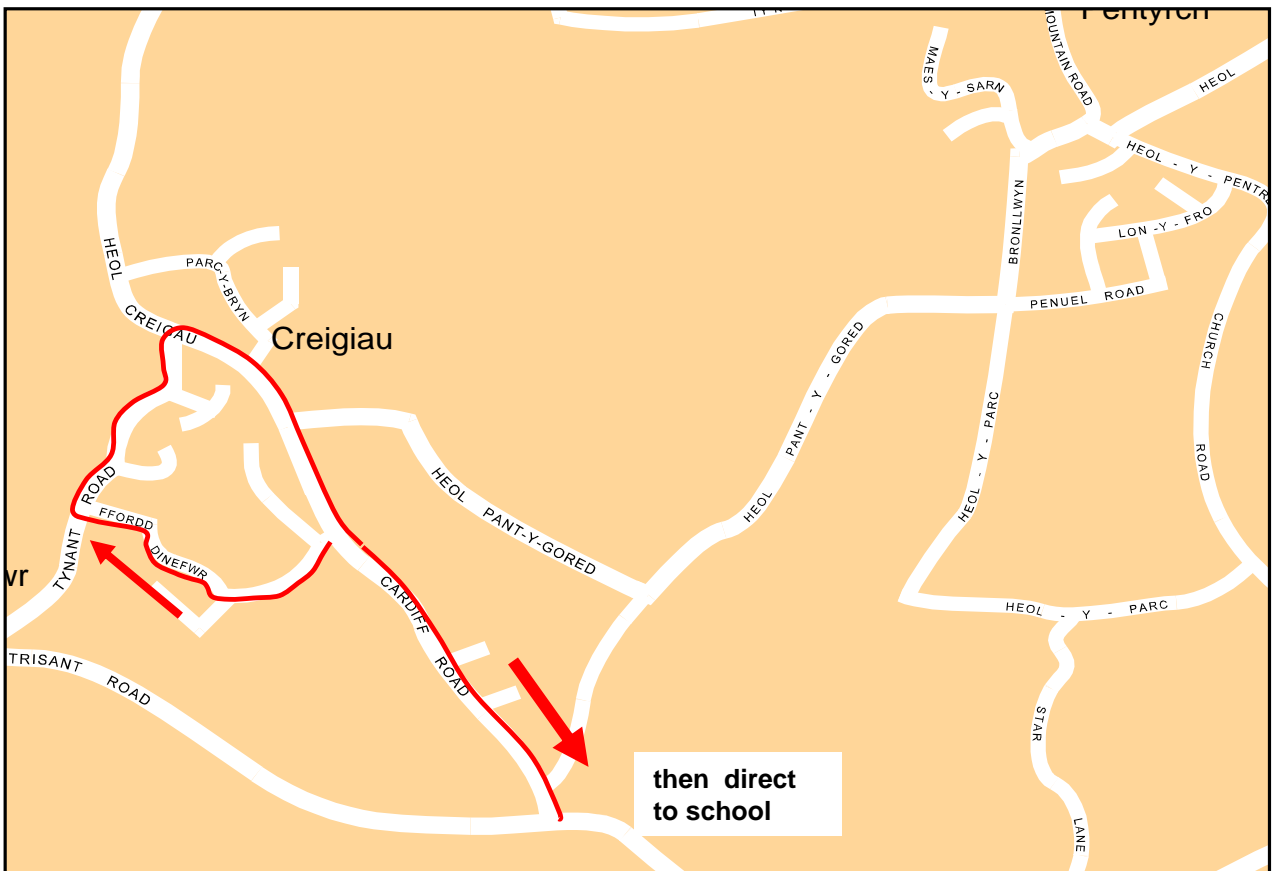 Pentyrch
MOUNTAIN ROAD
HEOL
MAES - Y - SARN
HEOL - Y - PENTRE
BRONLLWYN
LON -Y - FRO
PENUEL ROAD
CHURCH ROAD
HEOL CREIGAU
PARC-Y-BRYN
Creigiau
HEOL PANT - Y - GORED
HEOL PANT-Y-GORED
HEOL - Y - PARC
TYNANT ROAD
FFORDD DINEFWR
wr
CARDIFF ROAD
HEOL - Y - PARC
TRISANT ROAD
STAR LANE
then direct
to school